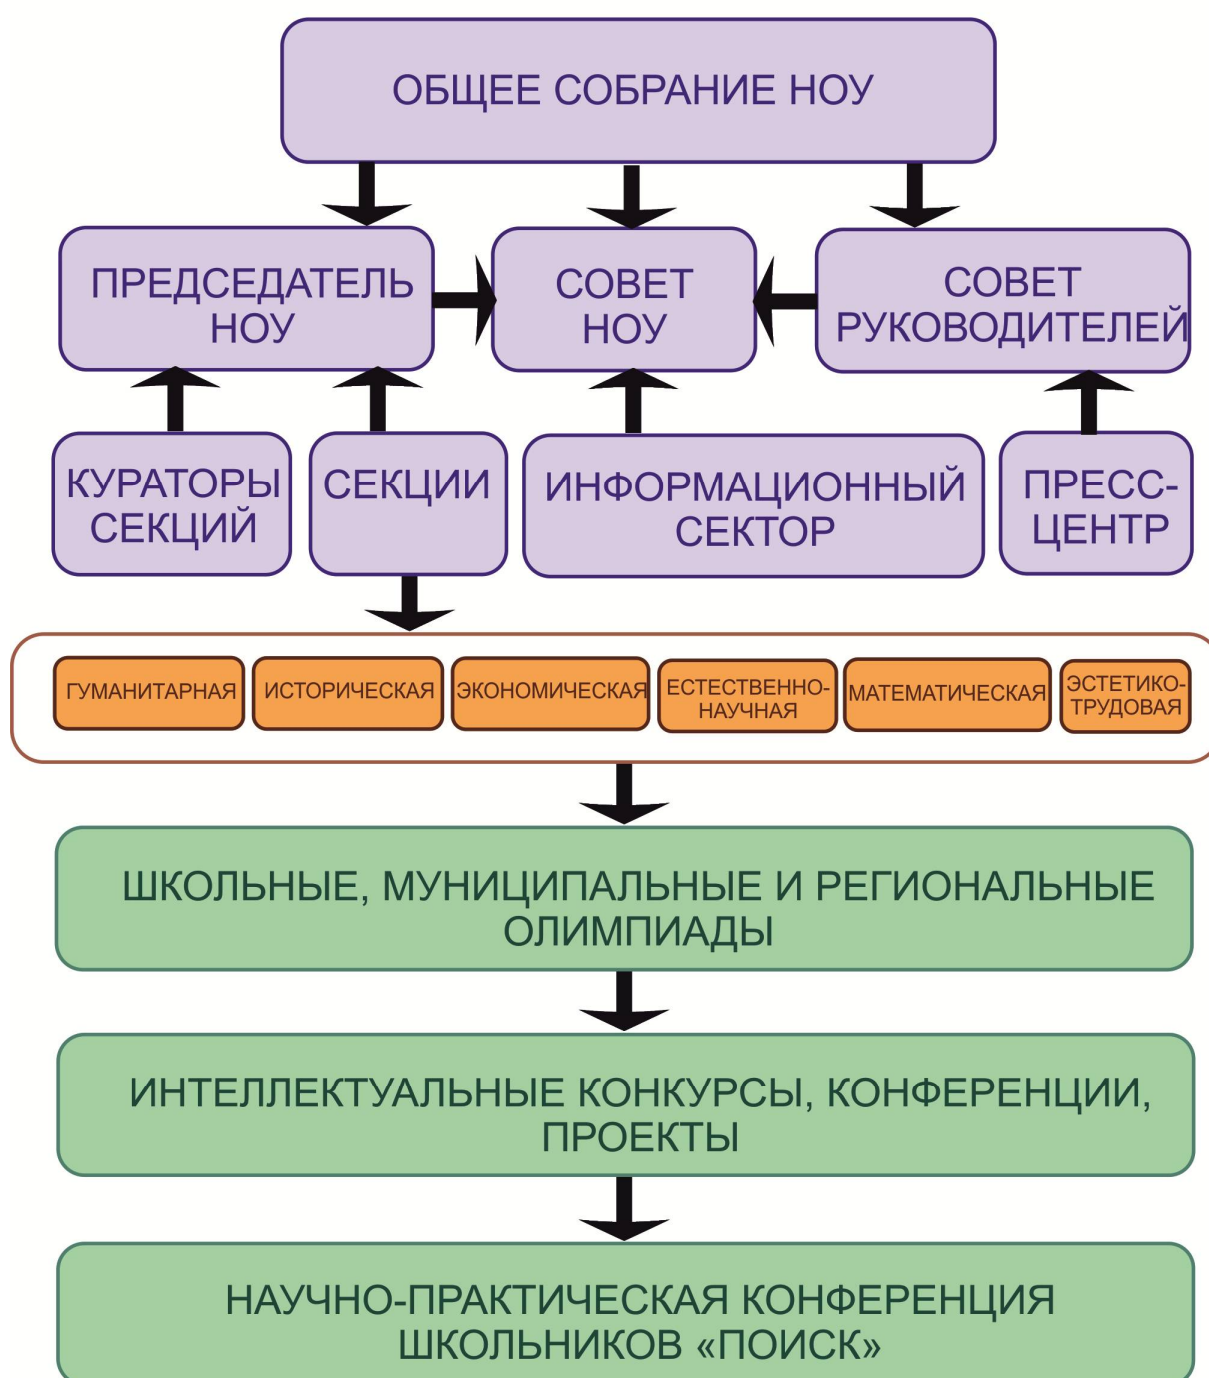 ОБЩЕЕ СОБРАНИЕ НОУ
ПРЕДСЕДАТЕЛЬ
НОУ
СОВЕТ
НОУ
СОВЕТ
РУКОВОДИТЕЛЕЙ
КУРАТОРЫ
СЕКЦИЙ
СЕКЦИИ
ИНФОРМАЦИОННЫЙ
СЕКТОР
ПРЕСС-
ЦЕНТР
ГУМАНИТАРНАЯ
ИСТОРИЧЕСКАЯ
ЭКОНОМИЧЕСКАЯ
ЕСТЕСТВЕННО-
НАУЧНАЯ
МАТЕМАТИЧЕСКАЯ
ЭСТЕТИКО-
ТРУДОВАЯ
ШКОЛЬНЫЕ, МУНИЦИПАЛЬНЫЕ И РЕГИОНАЛЬНЫЕ
ОЛИМПИАДЫ
ИНТЕЛЛЕКТУАЛЬНЫЕ КОНКУРСЫ, КОНФЕРЕНЦИИ,
ПРОЕКТЫ
НАУЧНО-ПРАКТИЧЕСКАЯ КОНФЕРЕНЦИЯ
ШКОЛЬНИКОВ «ПОИСК»